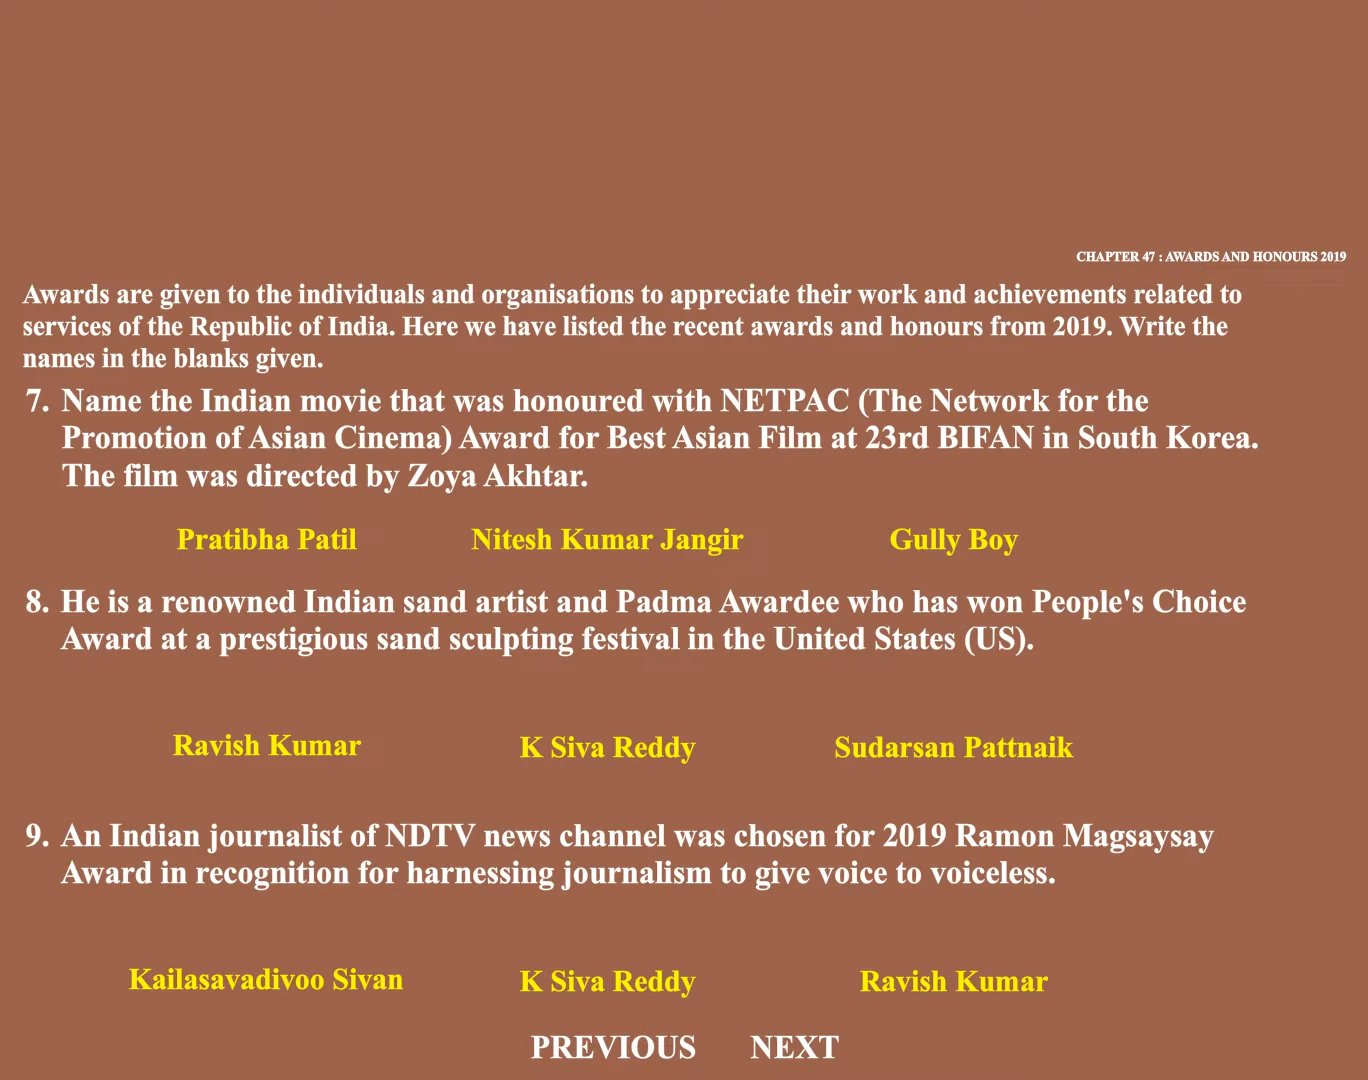 CHAPTER 47 : AWARDS AND HONOURS 2019
Awards are given to the individuals and organisations to appreciate their work and achievements related to
services of the Republic of India. Here we have listed the recent awards and honours from 2019. Write the
names in the blanks given.
7. Name the Indian movie that was honoured with NETPAC (The Network for the
Promotion of Asian Cinema) Award for Best Asian Film at 23rd BIFAN in South Korea.
The film was directed by Zoya Akhtar.
Pratibha Patil Nitesh Kumar Jangir Gully Boy
8. He is a renowned Indian sand artist and Padma Awardee who has won People's Choice
Award at a prestigious sand sculpting festival in the United States (US).
Ravish Kumar K Siva Reddy Sudarsan Pattnaik
9. An Indian journalist of NDTV news channel was chosen for 2019 Ramon Magsaysay
Award in recognition for harnessing journalism to give voice to voiceless.
Kailasavadivoo Sivan K Siva Reddy Ravish Kumar
PREVIOUS NEXT